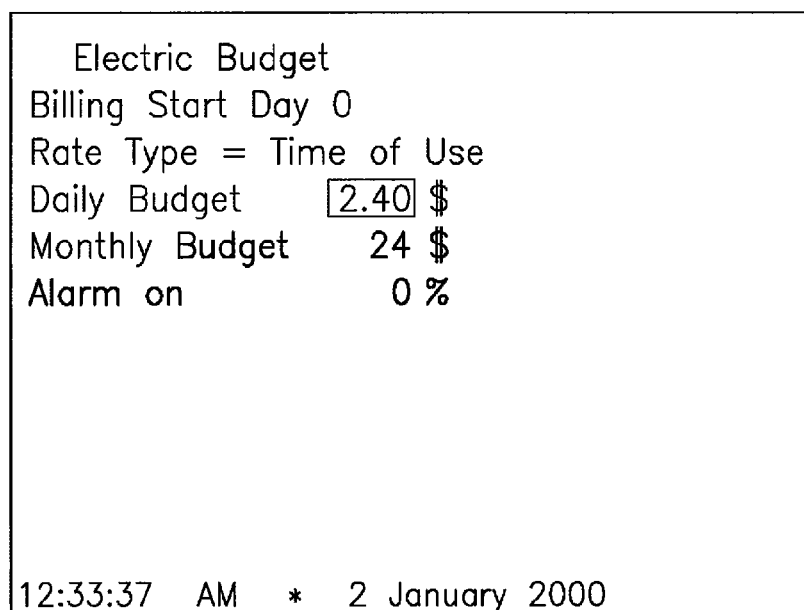 Electric Budget
Billing Start Day 0
Rate Type = Time of Use
Daily Budget 2.40 $
Monthly Budget 24 $
Alarm on 0 %
12:33:37 AM * 2 January 2000